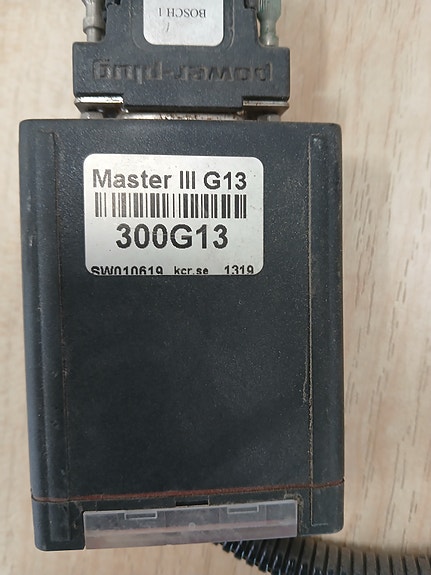 BOSCH 1
power-plug
Master III G13
300G13
SW010619 kcr.se 1319